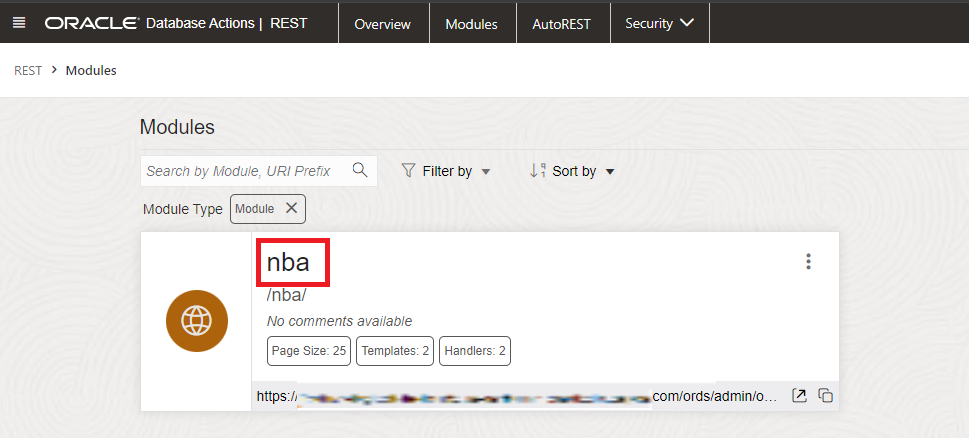 ORACLE Database Actions | REST Overview Modules AutoREST Security
REST > Modules
Modules
Search by Module, URI Prefix Filter by Sort by
Module Type Module
nba
/nba/
No comments available
Page Size: 25 Templates: 2 Handlers: 2
https:/ com/ords/admin/o...